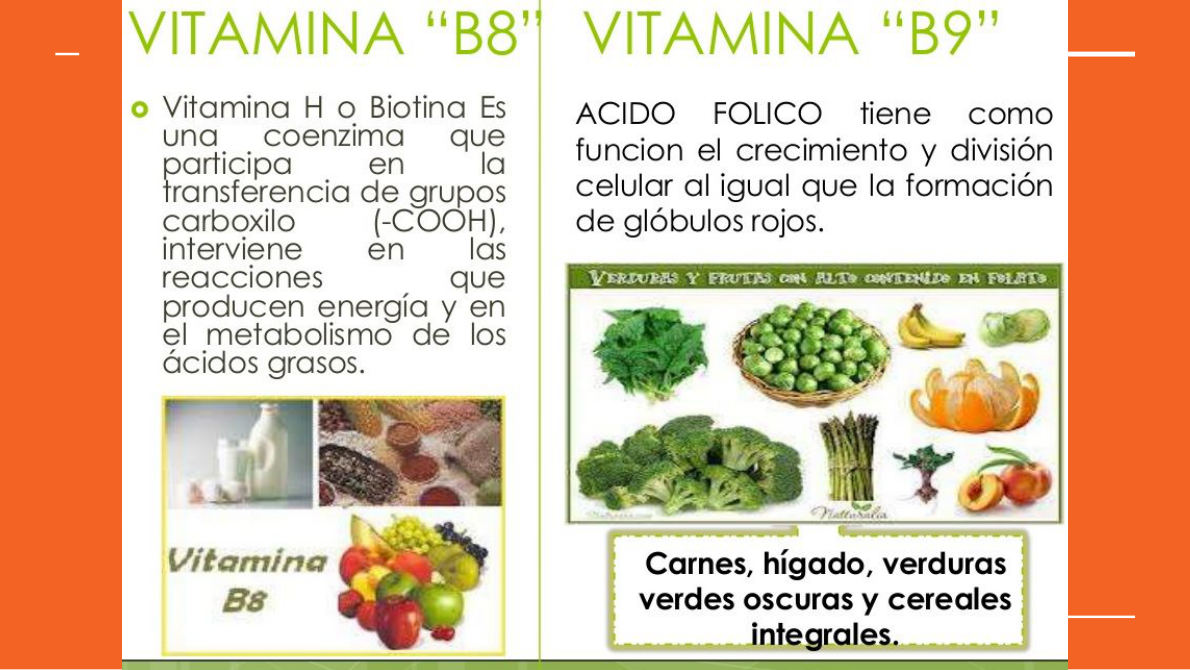 VITAMINA “B8”
Vitamina H o Biotina Es
una coenzima que
participa en la
transferencia de grupos
carboxilo (-COOH),
interviene en las
reacciones que
producen energía y en
el metabolismo de los
ácidos grasos.
Vitamina
B8
VITAMINA “B9”
ACIDO FOLICO tiene como
funcion el crecimiento y división
celular al igual que la formación
de glóbulos rojos.
VERDURAS Y FRUTAS CON ALTO CONTENIDO EN FOLATO
Natturalia
Carnes, hígado, verduras
verdes oscuras y cereales
integrales.